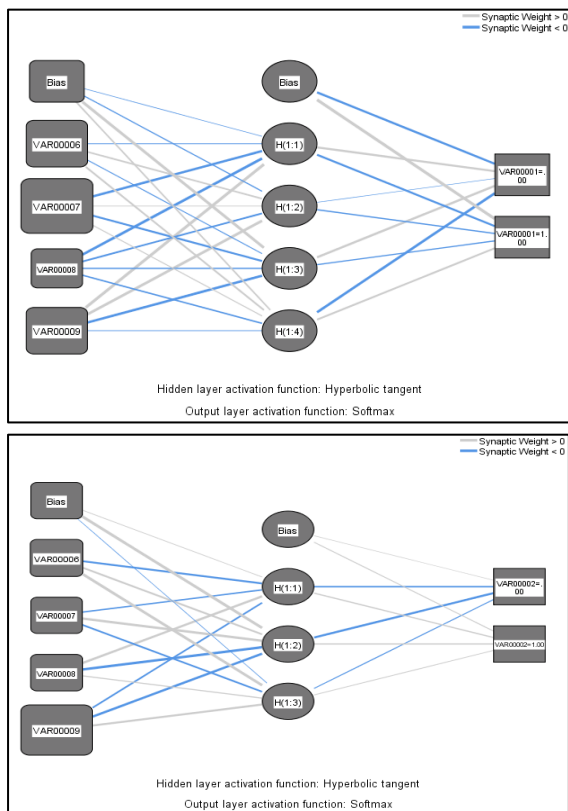 Synaptic Weight > 0
Synaptic Weight < 0
Bias
Bias
VAR00006
H(1:1)
VAR00001=.
00
VAR00007
H(1:2)
VAR00001=1.
00
VAR00008
H(1:3)
VAR00009
H(1:4)
Hidden layer activation function: Hyperbolic tangent
Output layer activation function: Softmax
Synaptic Weight > 0
Synaptic Weight < 0
Bias
Bias
VAR00006
H(1:1)
VAR00002=.
00
VAR00007
H(1:2)
VAR00002=1.00
VAR00008
H(1:3)
VAR00009
Hidden layer activation function: Hyperbolic tangent
Output layer activation function: Softmax